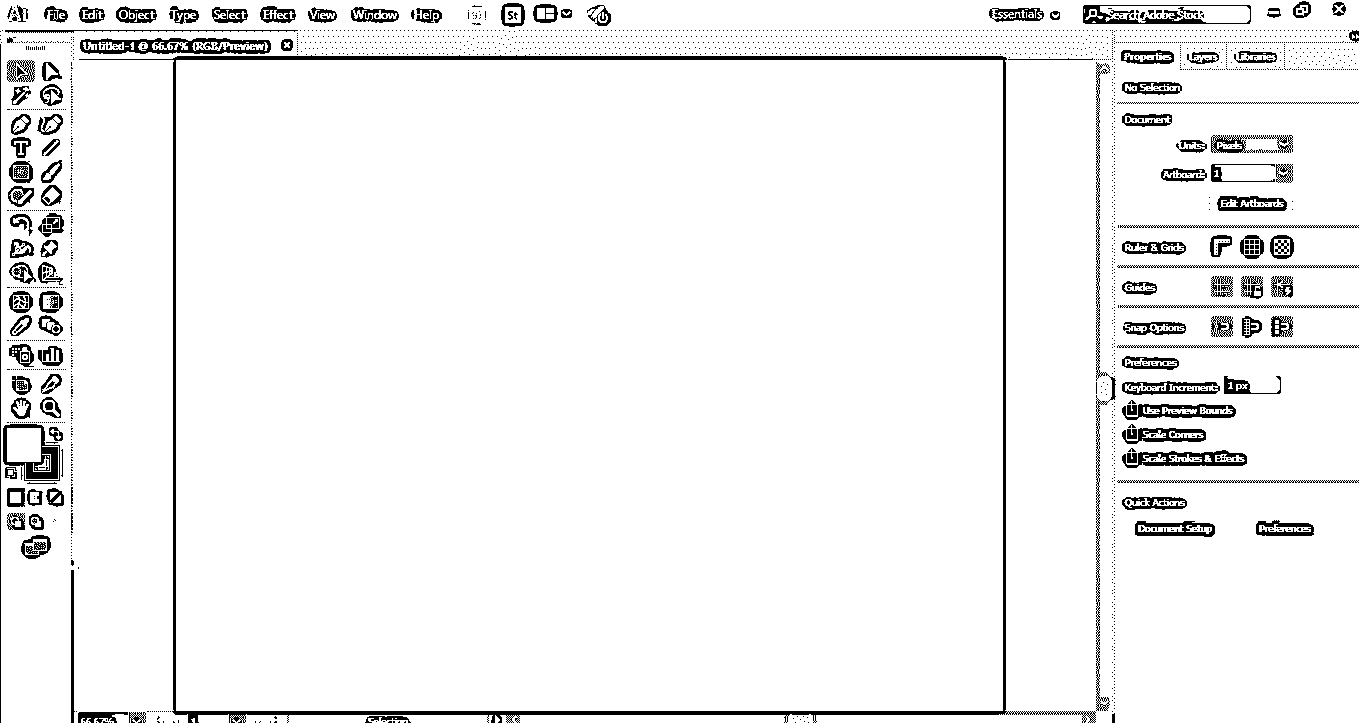 Ai File Edit Object Type Select Effect View Window Help St Essentials Search Adobe Stock
Untitled-1 @ 66.67% (RGB/Preview)
Properties Layers Libraries
No Selection
Document
Units: Pixels
Artboard: 1
Edit Artboards
Ruler & Grids
Guides
Snap Options
Preferences
Keyboard Increment: 1 px
Use Preview Bounds
Scale Corners
Scale Strokes & Effects
Quick Actions
Document Setup Preferences
66.67% 1 Selection